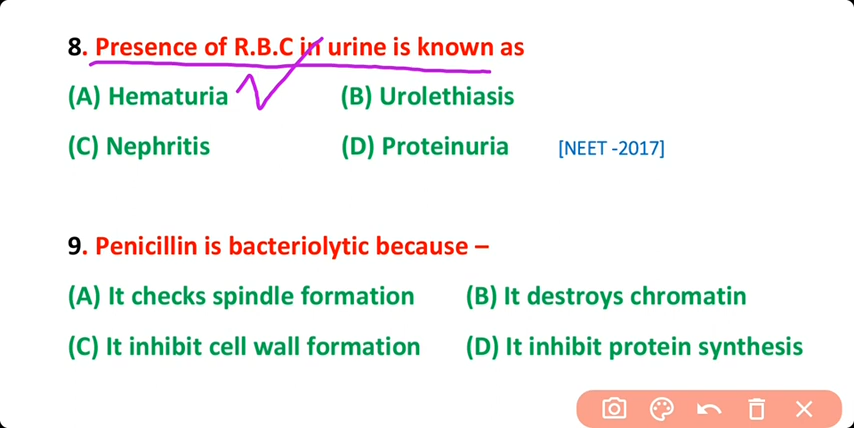 8. Presence of R.B.C in urine is known as
(A) Hematuria (B) Urolethiasis
(C) Nephritis (D) Proteinuria [NEET -2017]
9. Penicillin is bacteriolytic because –
(A) It checks spindle formation (B) It destroys chromatin
(C) It inhibit cell wall formation (D) It inhibit protein synthesis